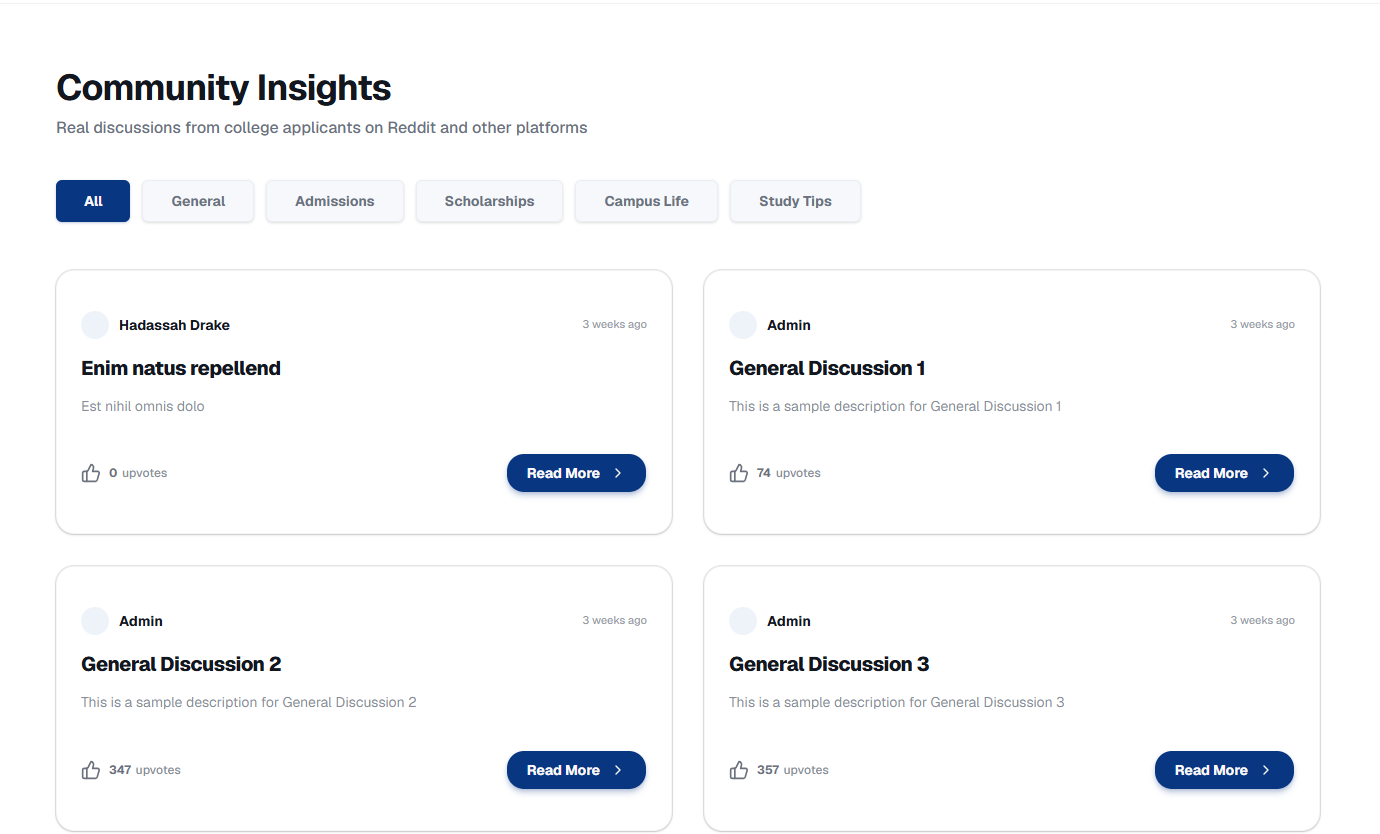 Community Insights
Real discussions from college applicants on Reddit and other platforms
All General Admissions Scholarships Campus Life Study Tips
Hadassah Drake 3 weeks ago
Enim natus repellend
Est nihil omnis dolo
0 upvotes Read More
Admin 3 weeks ago
General Discussion 1
This is a sample description for General Discussion 1
74 upvotes Read More
Admin 3 weeks ago
General Discussion 2
This is a sample description for General Discussion 2
347 upvotes Read More
Admin 3 weeks ago
General Discussion 3
This is a sample description for General Discussion 3
357 upvotes Read More